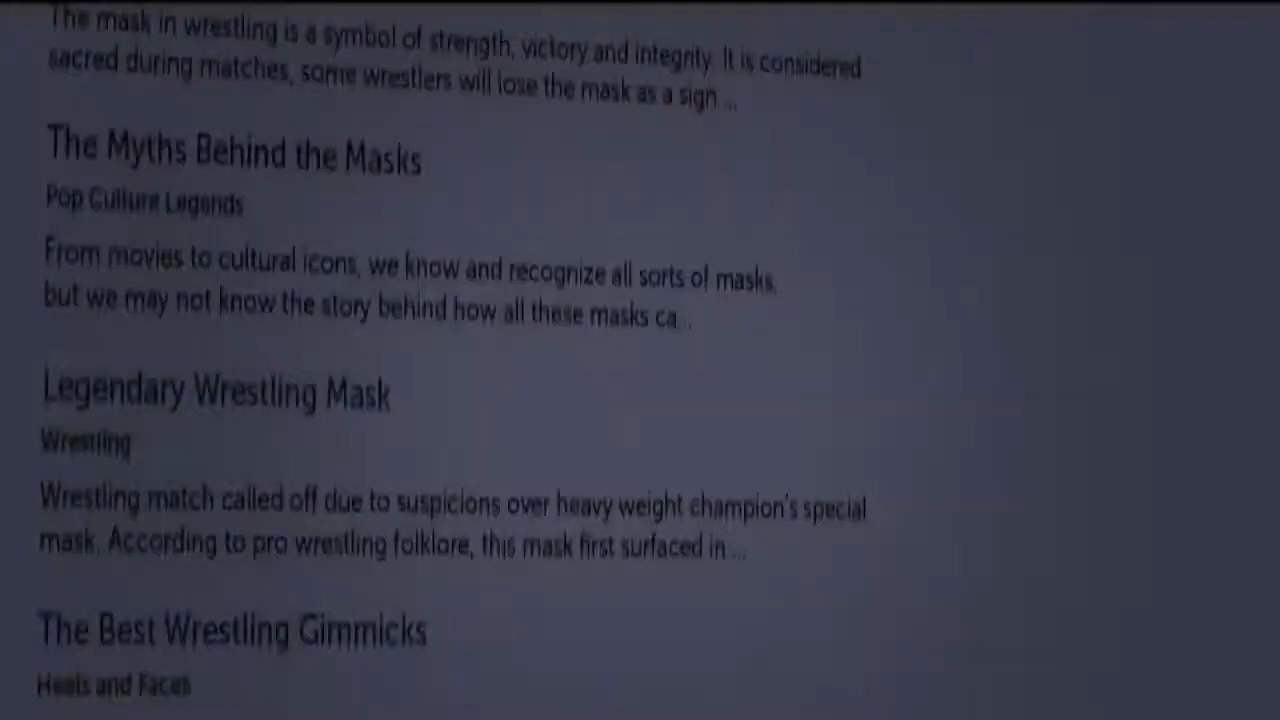 The mask in wrestling is a symbol of strength, victory and integrity. It is considered
sacred during matches, some wrestlers will lose the mask as a sign ...
The Myths Behind the Masks
Pop Culture Legends
From movies to cultural icons, we know and recognize all sorts of masks,
but we may not know the story behind how all these masks ca...
Legendary Wrestling Mask
Wrestling
Wrestling match called off due to suspicions over heavy weight champion's special
mask. According to pro wrestling folklore, this mask first surfaced in ...
The Best Wrestling Gimmicks
Heels and Faces